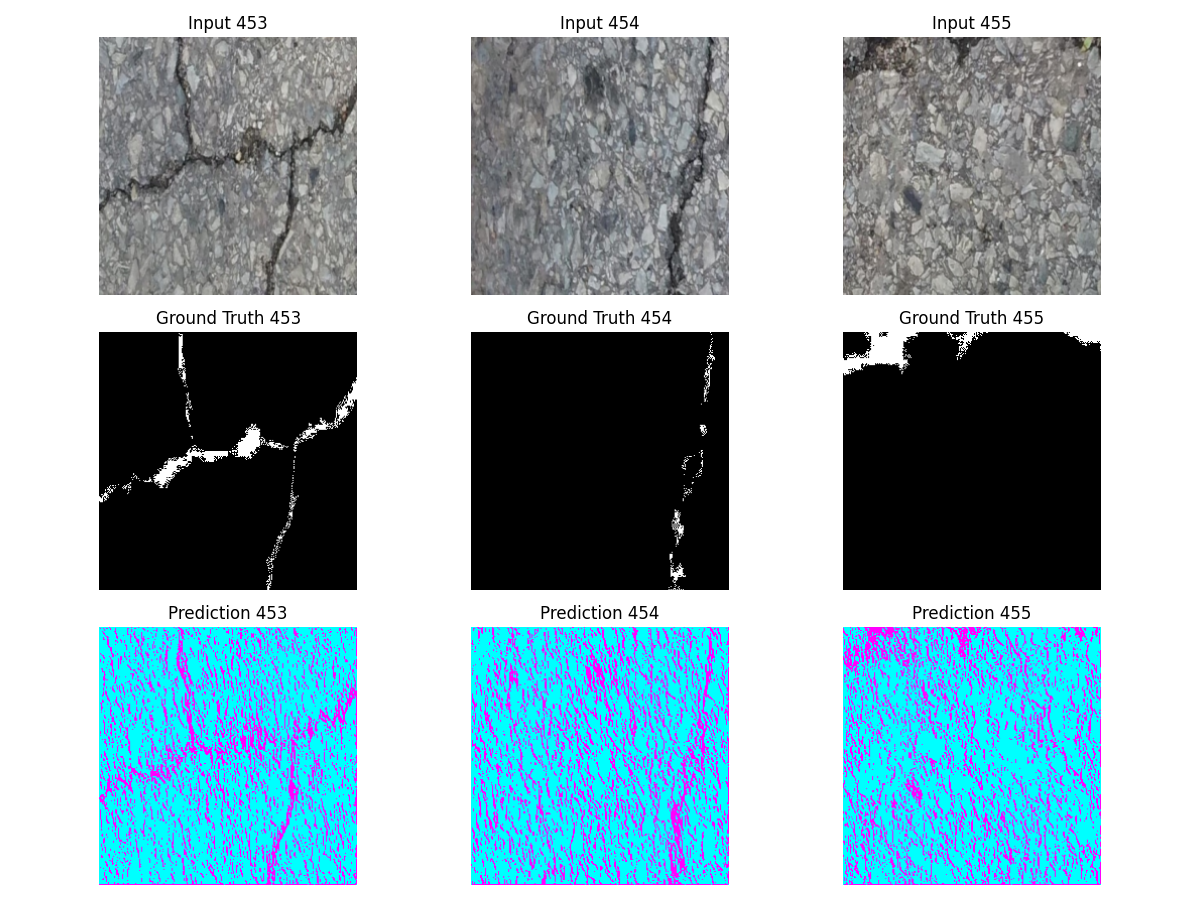 Input 453
Input 454
Input 455
Ground Truth 453
Ground Truth 454
Ground Truth 455
Prediction 453
Prediction 454
Prediction 455